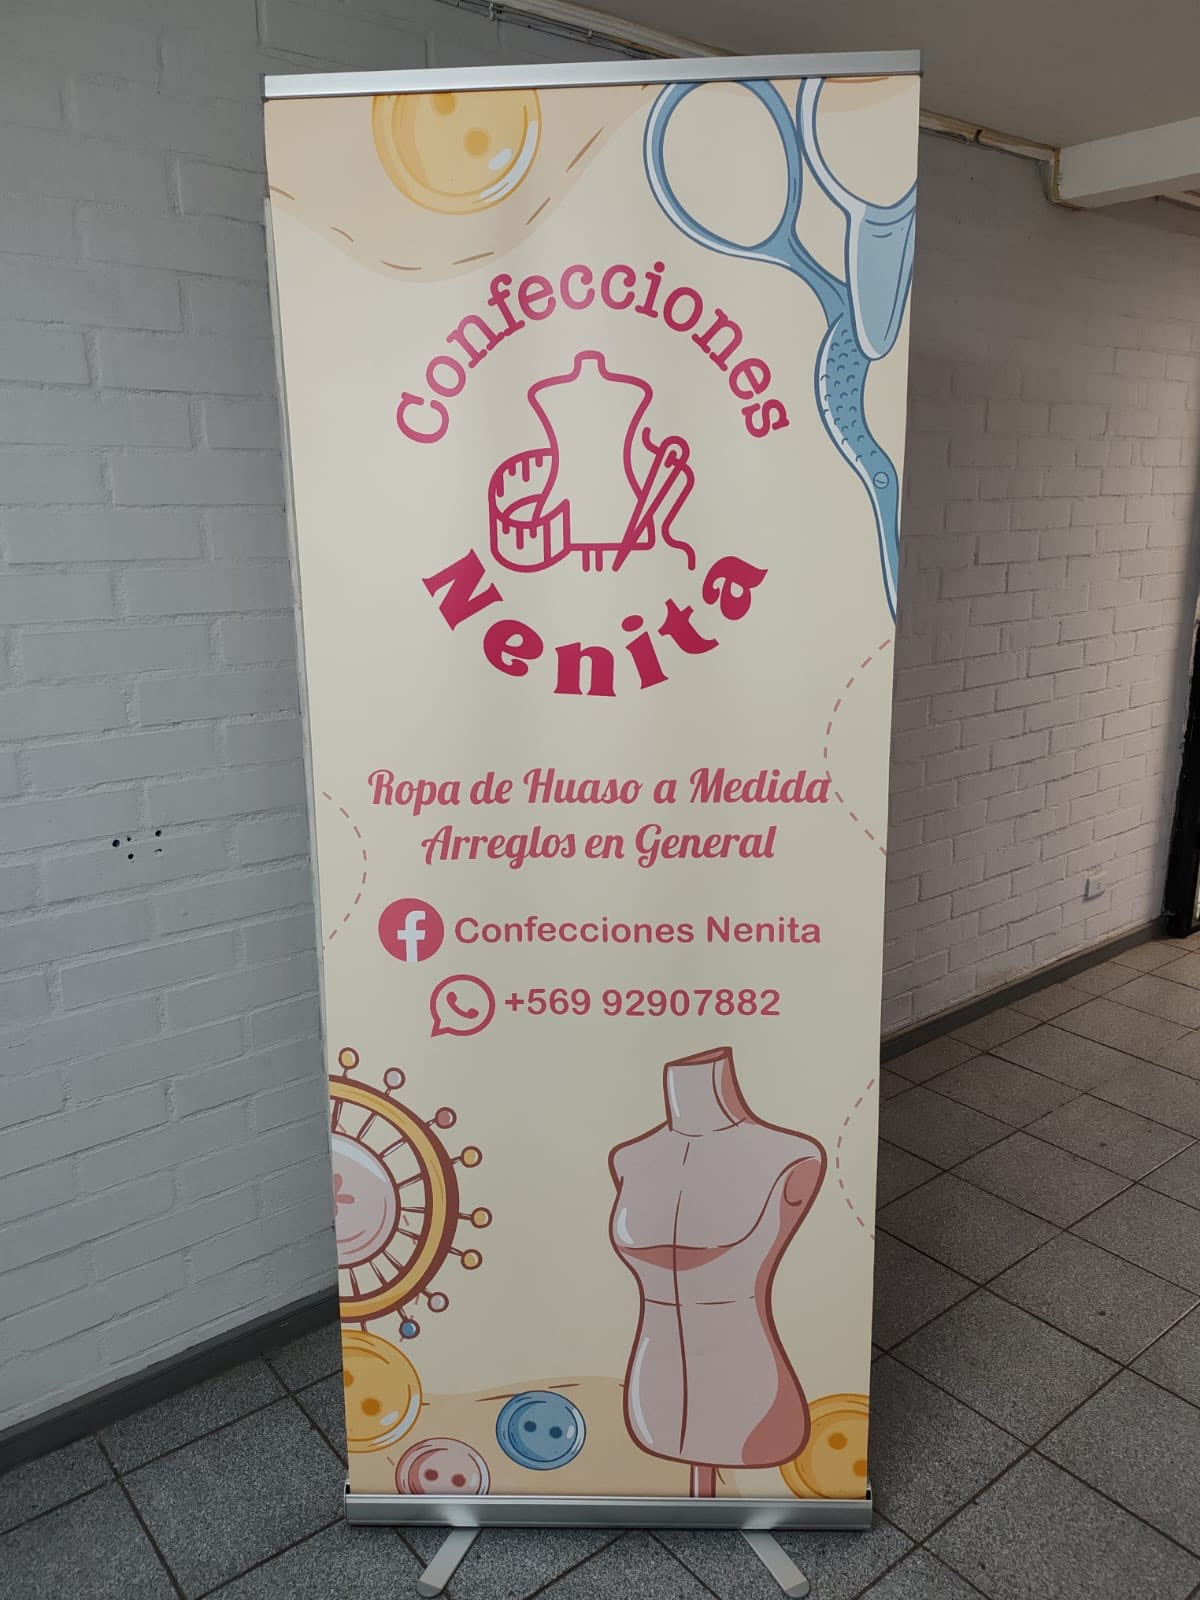 Confecciones
Nenita
Ropa de Huaso a Medida
Arreglos en General
Confecciones Nenita
+569 92907882